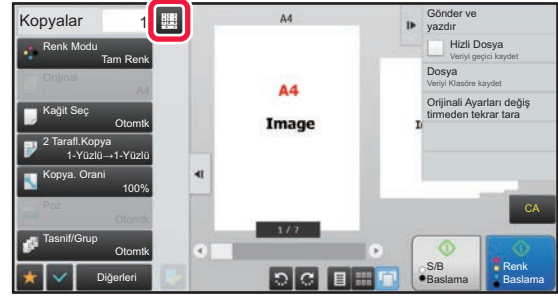 Kopyalar 1
Renk Modu
Tam Renk
Orijinal
A4
Kağit Seç
Otomtk
2 Tarafl.Kopya
1-Yüzlü→1-Yüzlü
Kopya. Orani
100%
Poz
Otomtk
Tasnif/Grup
Otomtk
Diğerleri
A4
A4
Image
1 / 7
Gönder ve
yazdır
Hizli Dosya
Veriyi geçici kaydet
Dosya
Veriyi Klasöre kaydet
Orijinali Ayarları değiş
tirmeden tekrar tara
CA
S/B
Baslama
Renk
Baslama